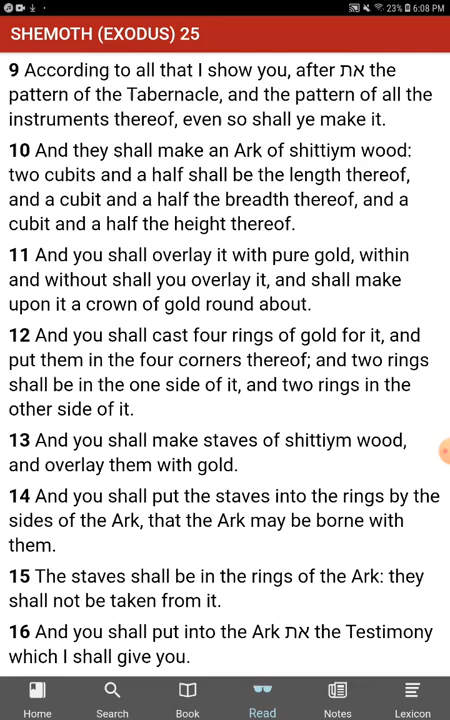 23% 6:08 PM
SHEMOTH (EXODUS) 25
9 According to all that I show you, after את the
pattern of the Tabernacle, and the pattern of all the
instruments thereof, even so shall ye make it.
10 And they shall make an Ark of shittiym wood:
two cubits and a half shall be the length thereof,
and a cubit and a half the breadth thereof, and a
cubit and a half the height thereof.
11 And you shall overlay it with pure gold, within
and without shall you overlay it, and shall make
upon it a crown of gold round about.
12 And you shall cast four rings of gold for it, and
put them in the four corners thereof; and two rings
shall be in the one side of it, and two rings in the
other side of it.
13 And you shall make staves of shittiym wood,
and overlay them with gold.
14 And you shall put the staves into the rings by the
sides of the Ark, that the Ark may be borne with
them.
15 The staves shall be in the rings of the Ark: they
shall not be taken from it.
16 And you shall put into the Ark את the Testimony
which I shall give you.
Home Search Book Read Notes Lexicon